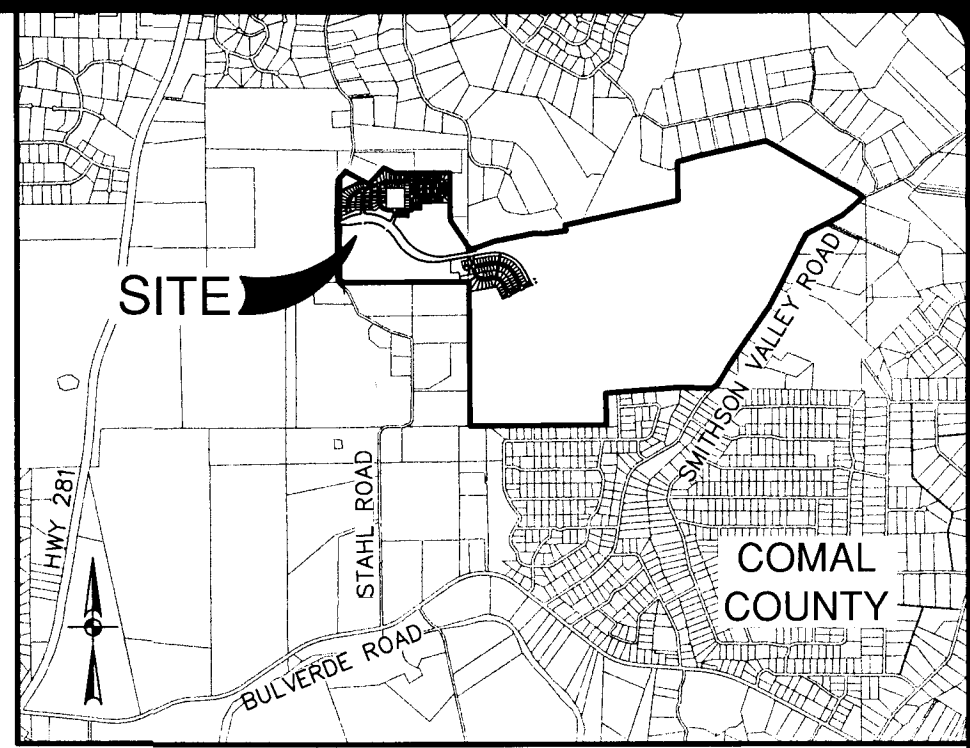 SITE
SMITHSON VALLEY ROAD
HWY 281
STAHL ROAD
COMAL
COUNTY
BULVERDE ROAD